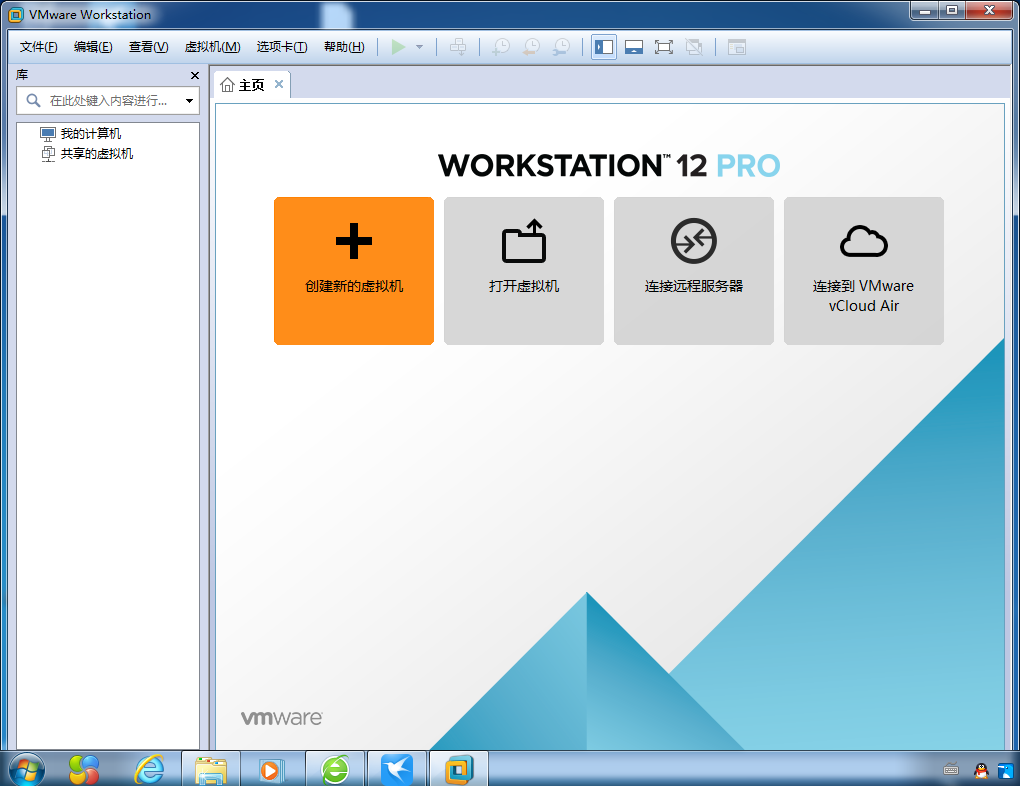 VMware Workstation
文件(F) 编辑(E) 查看(V) 虚拟机(M) 选项卡(T) 帮助(H)
库
在此处键入内容进行...
我的计算机
共享的虚拟机
主页
WORKSTATION™ 12 PRO
创建新的虚拟机
打开虚拟机
连接远程服务器
连接到 VMware
vCloud Air
vmware